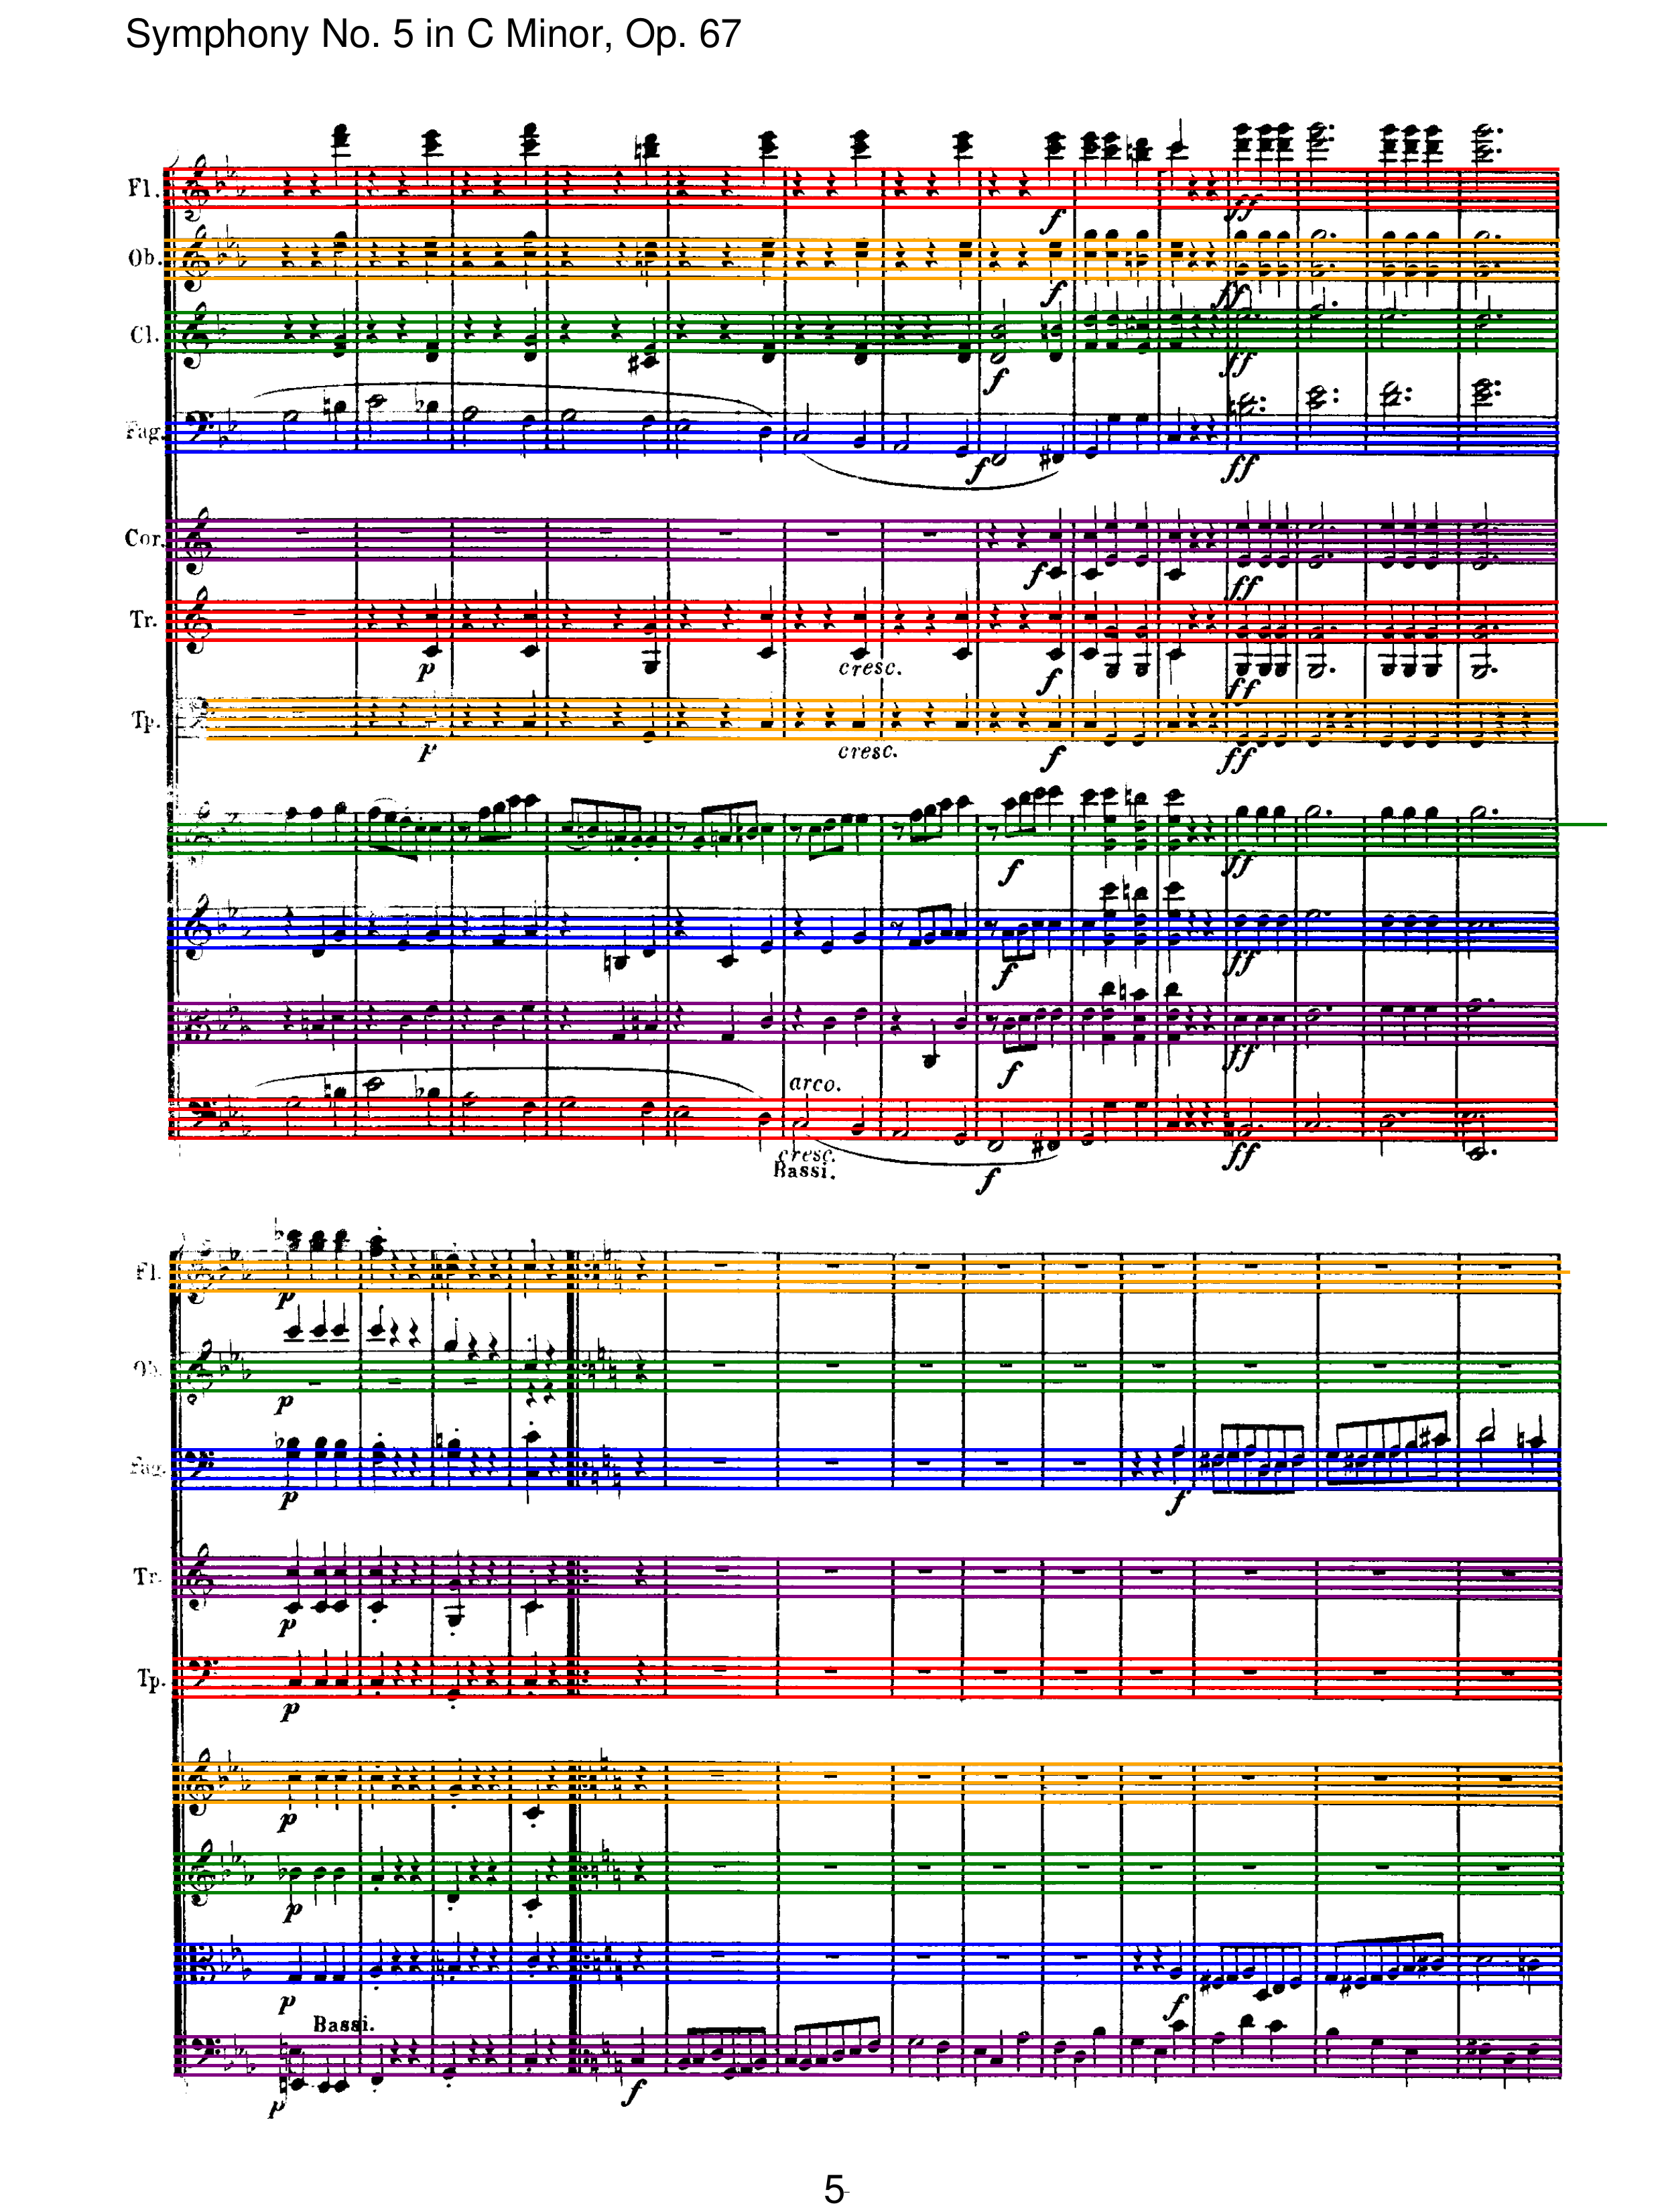 Symphony No. 5 in C Minor, Op. 67
Fl.
f
ff
Ob.
f
ff
Cl.
f
ff
Fag.
f
ff
Cor.
f
ff
Tr.
p
cresc.
f
ff
Tp.
p
cresc.
f
ff
f
ff
f
ff
f
ff
arco.
cresc.
Bassi.
f
ff
Fl.
p
Ob.
p
Fag.
p
f
Tr.
p
Tp.
p
p
p
p
f
Bassi.
p
f
5